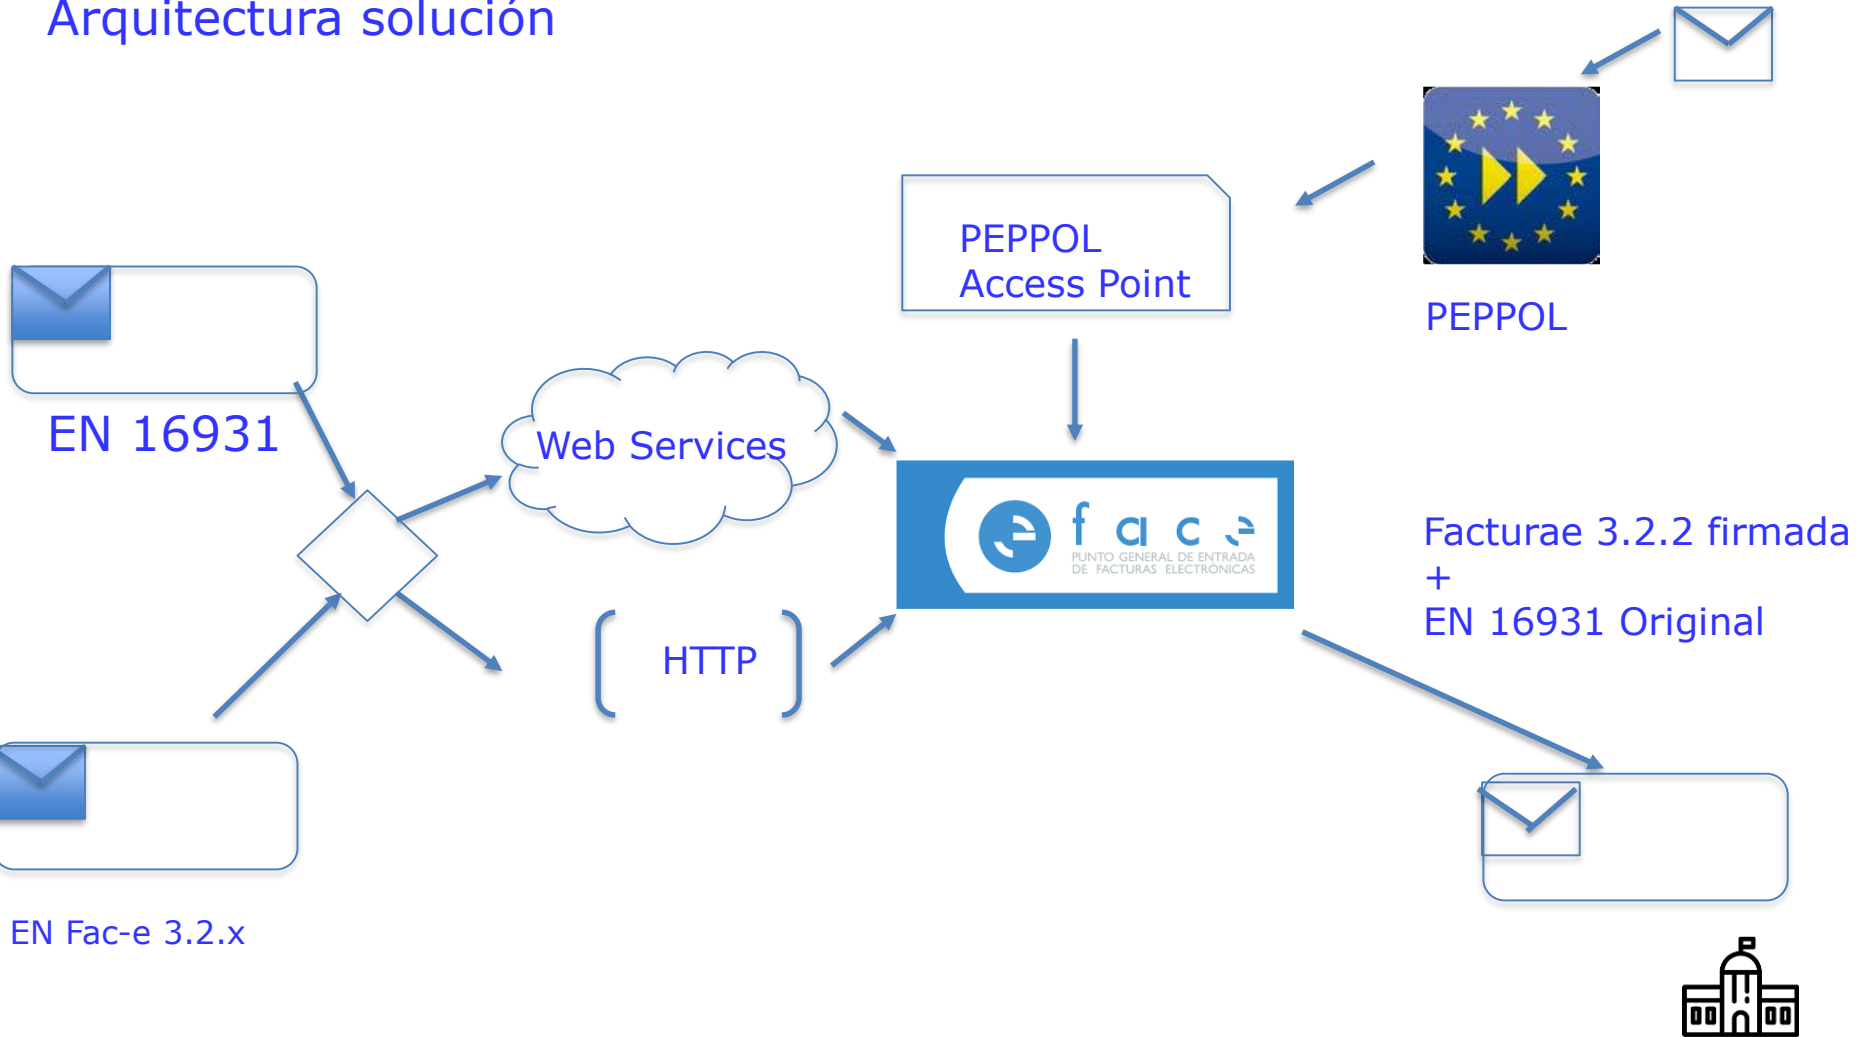 Arquitectura solución
PEPPOL
Access Point
PEPPOL
EN 16931
Web Services
face
PUNTO GENERAL DE ENTRADA
DE FACTURAS ELECTRÓNICAS
Facturae 3.2.2 firmada
+
EN 16931 Original
HTTP
EN Fac-e 3.2.x